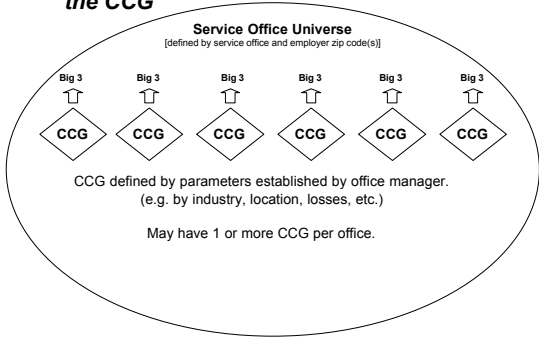 the CCG
Service Office Universe
[defined by service office and employer zip code(s)]
Big 3 Big 3 Big 3 Big 3 Big 3 Big 3
CCG CCG CCG CCG CCG CCG
CCG defined by parameters established by office manager.
(e.g. by industry, location, losses, etc.)
May have 1 or more CCG per office.